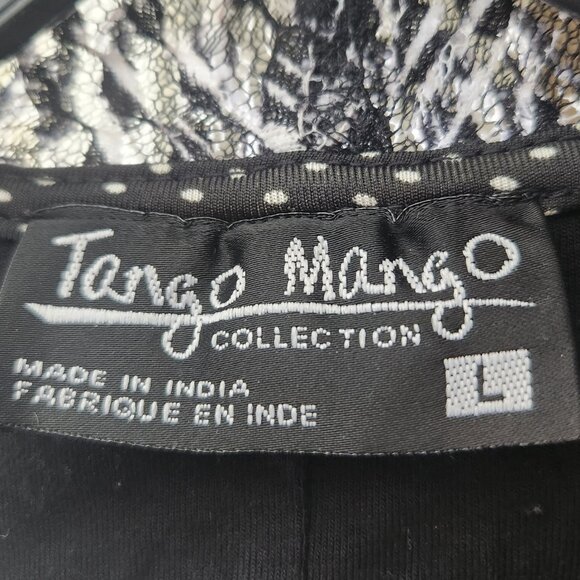 Tango Mango
COLLECTION
MADE IN INDIA
FABRIQUE EN INDE
L